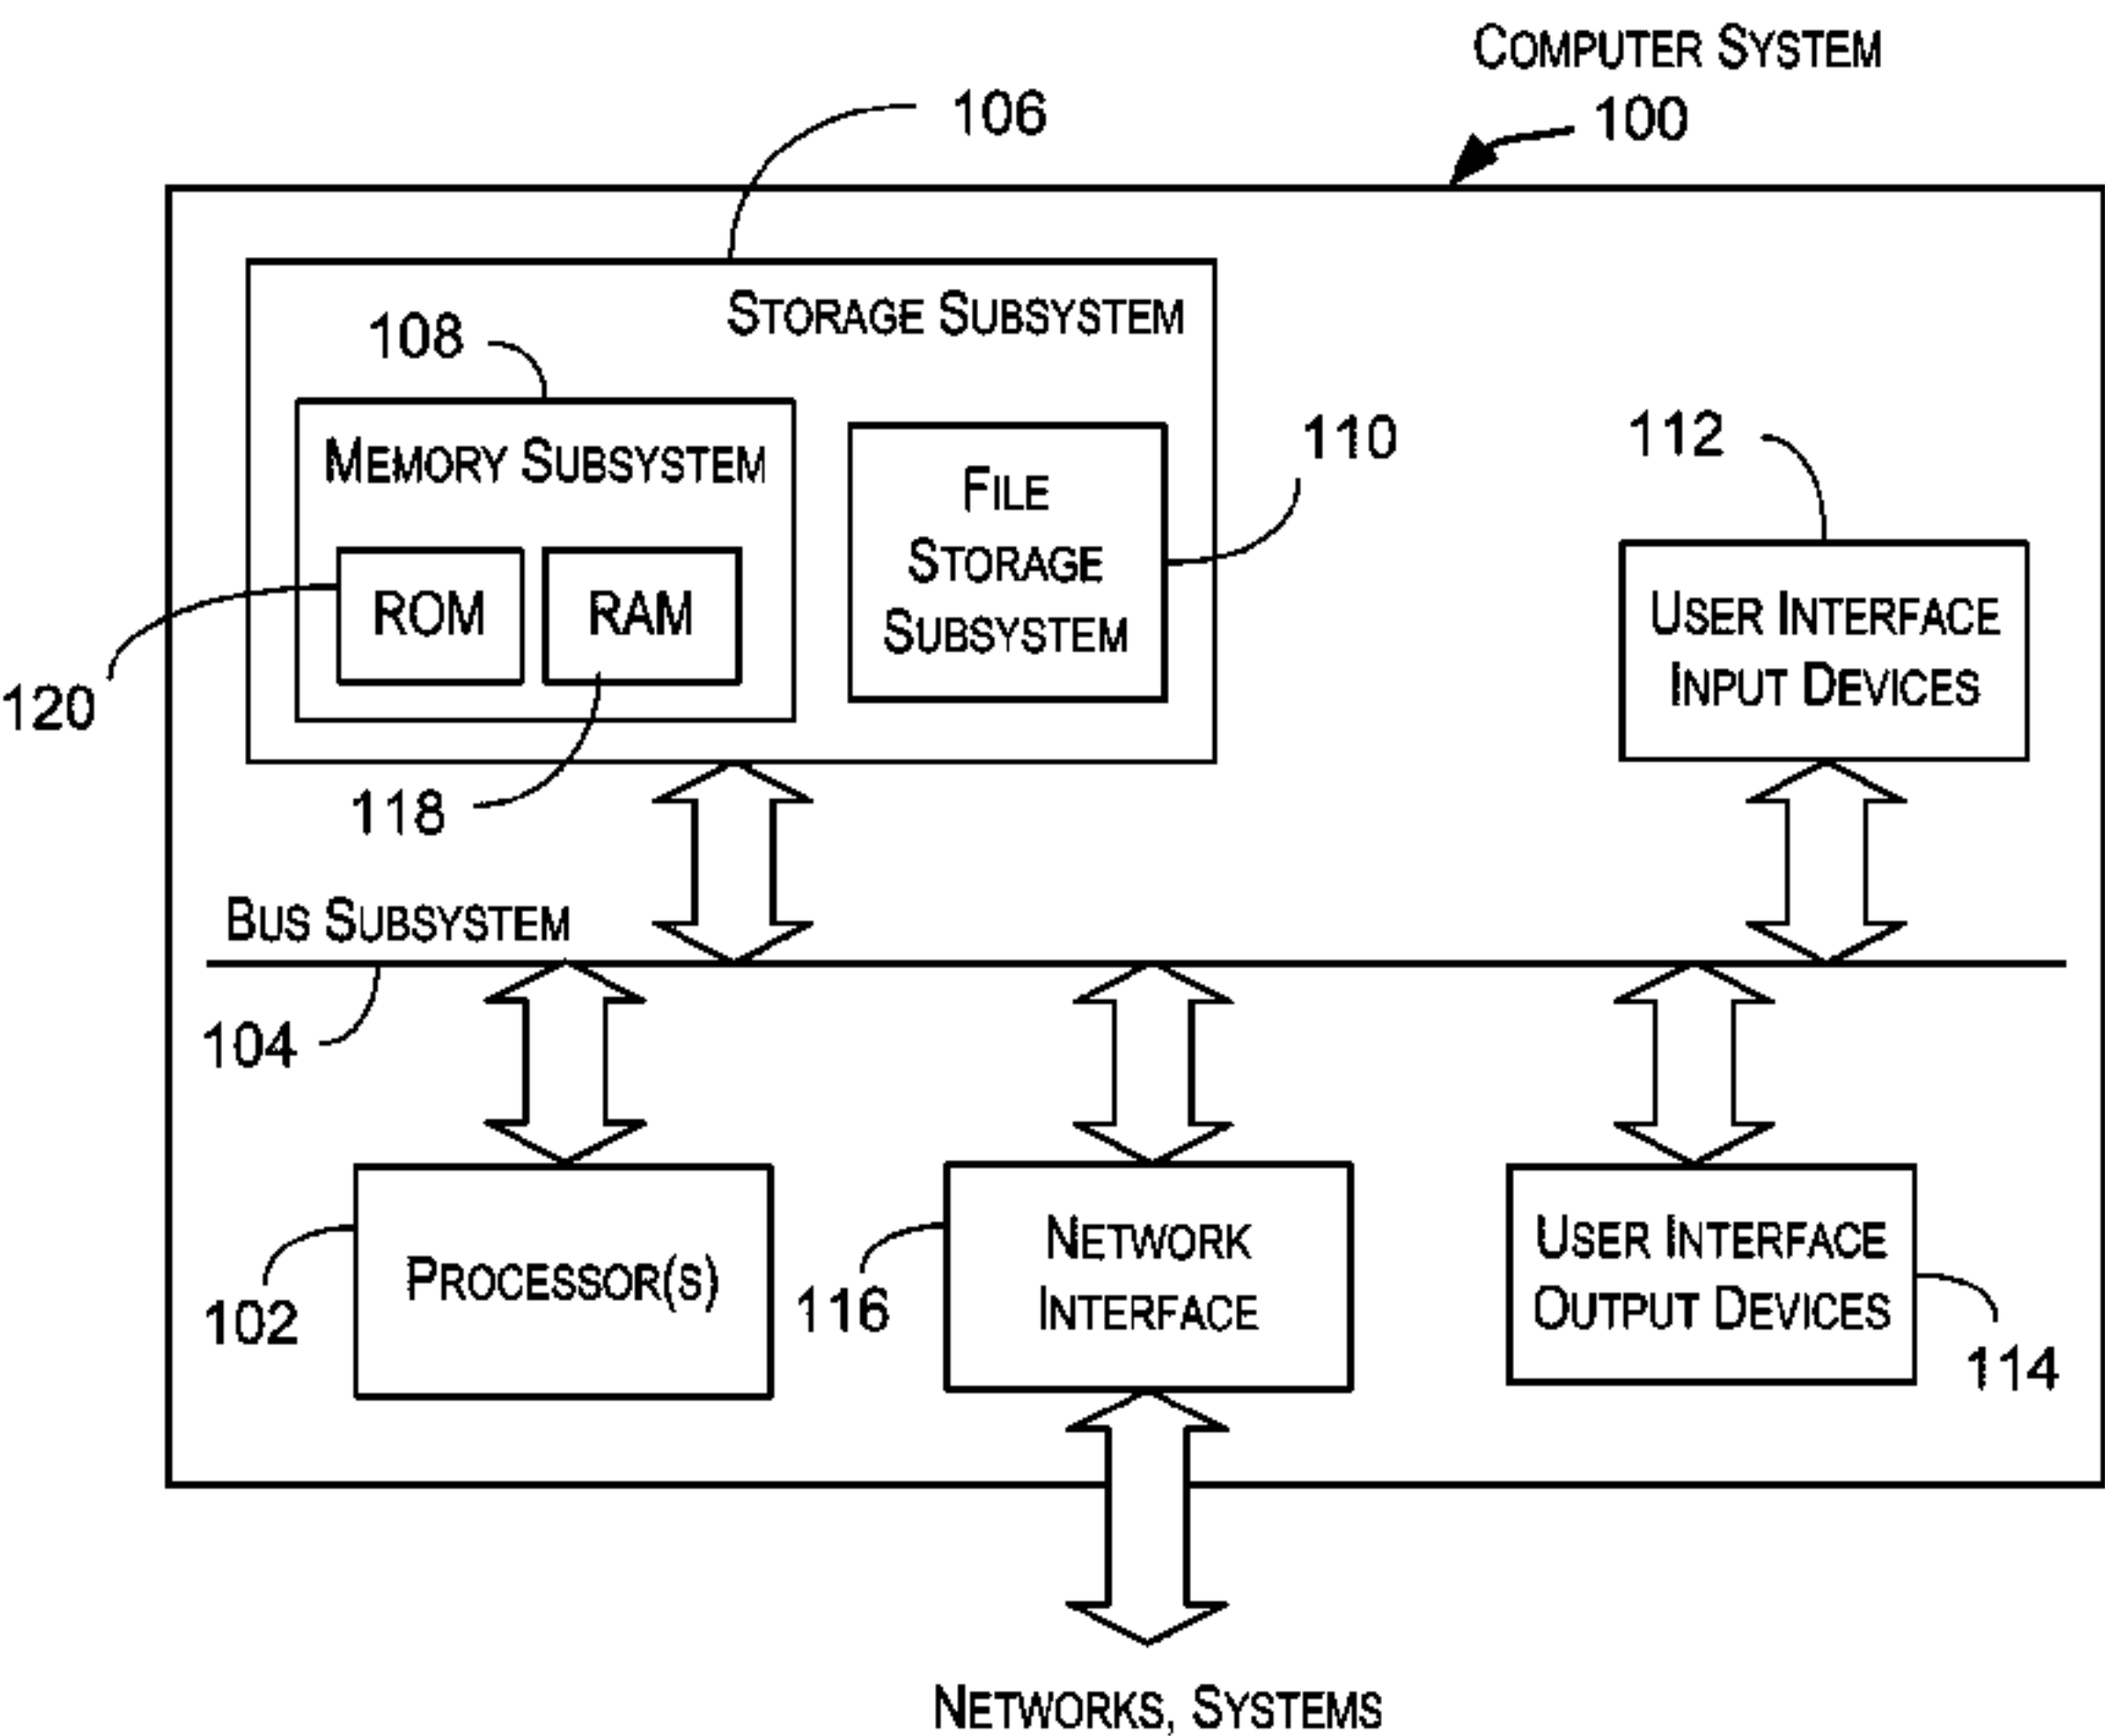 COMPUTER SYSTEM
100
106
STORAGE SUBSYSTEM
108
MEMORY SUBSYSTEM
ROM
RAM
120
118
FILE
STORAGE
SUBSYSTEM
110
112
USER INTERFACE
INPUT DEVICES
BUS SUBSYSTEM
104
PROCESSOR(S)
102
NETWORK
INTERFACE
116
USER INTERFACE
OUTPUT DEVICES
114
NETWORKS, SYSTEMS